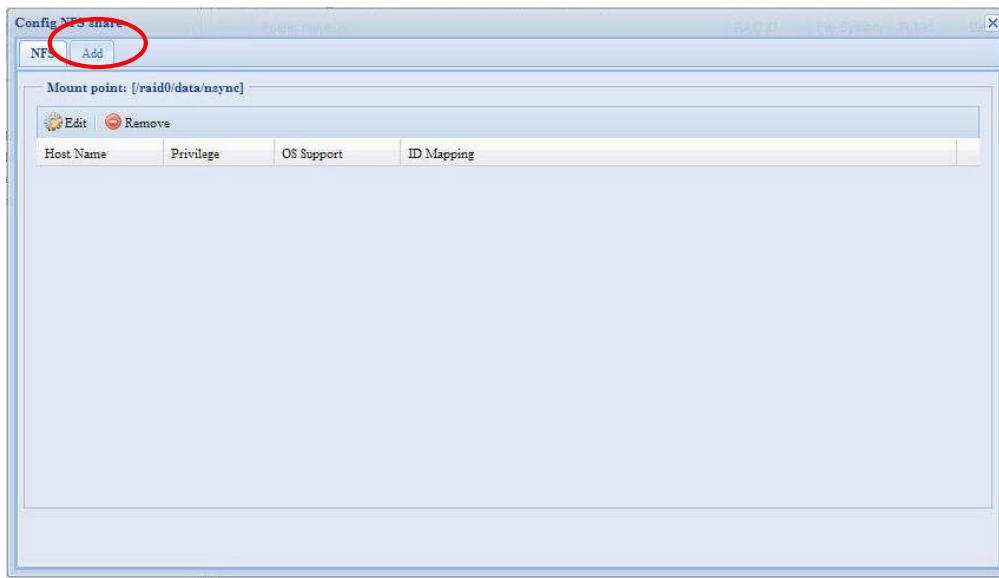 Config NFS share
NFS Add
Mount point: [/raid0/data/nsync]
Edit Remove
Host Name Privilege OS Support ID Mapping